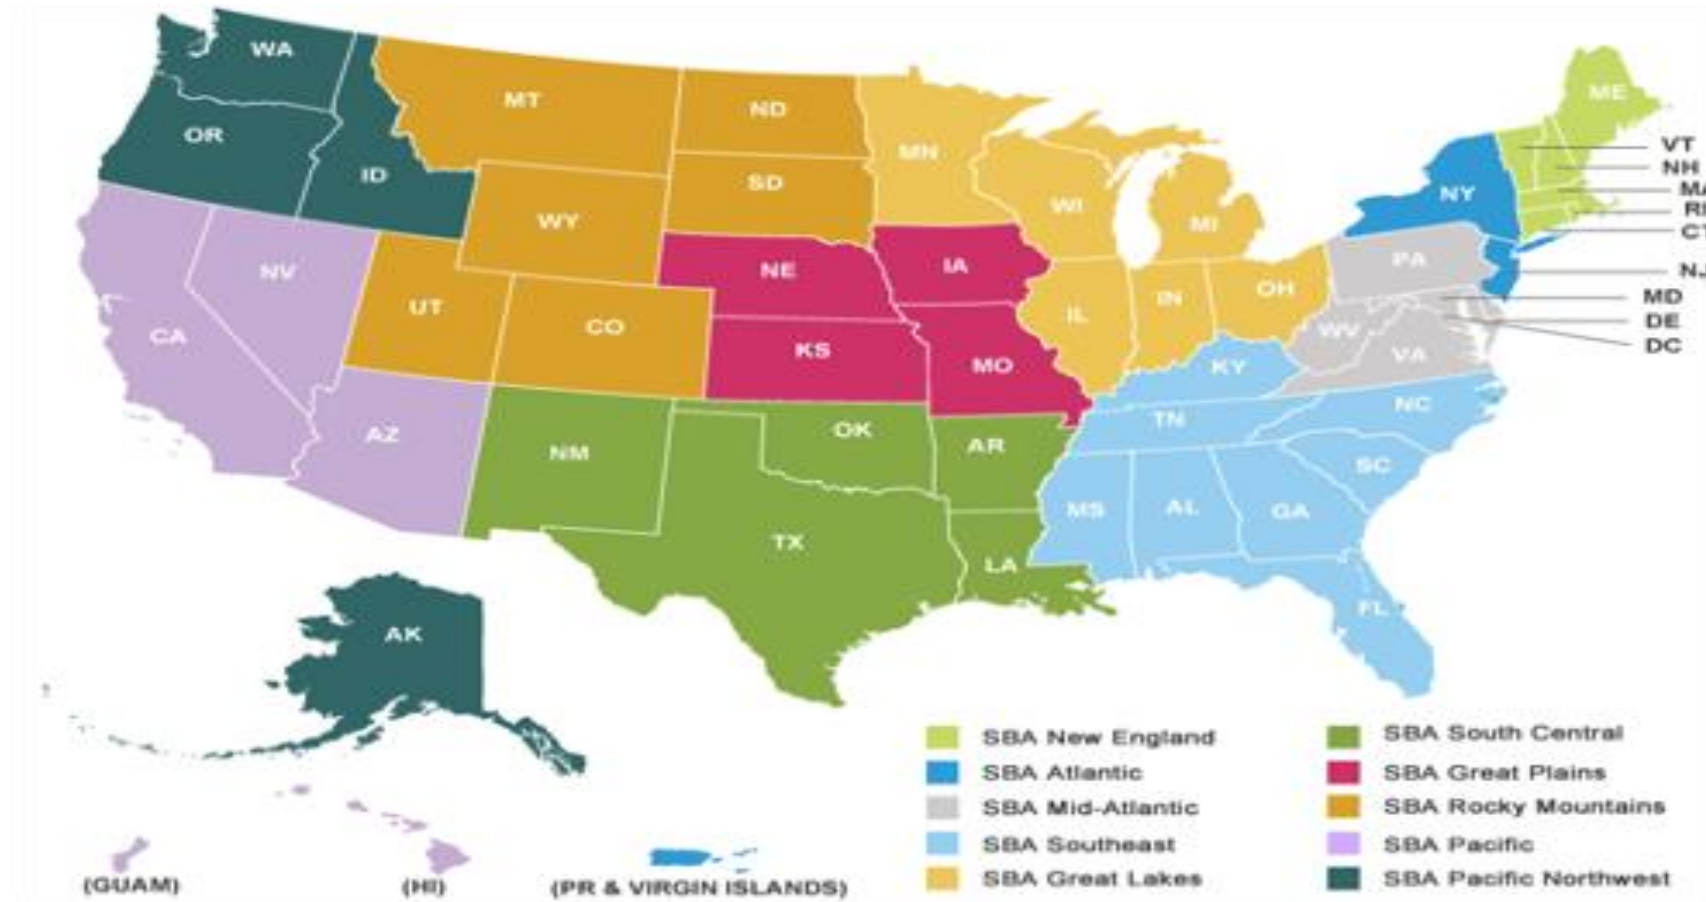 WA
MT
ND
MN
ME
OR
ID
SD
WI
MI
VT
NH
MA
RI
CT
NY
WY
NV
UT
CO
NE
IA
IL
IN
OH
PA
NJ
MD
DE
DC
CA
KS
MO
WV
VA
KY
AZ
NM
OK
AR
TN
NC
SC
TX
LA
MS
AL
GA
FL
AK
(GUAM)
(HI)
(PR & VIRGIN ISLANDS)
SBA New England
SBA Atlantic
SBA Mid-Atlantic
SBA Southeast
SBA Great Lakes
SBA South Central
SBA Great Plains
SBA Rocky Mountains
SBA Pacific
SBA Pacific Northwest